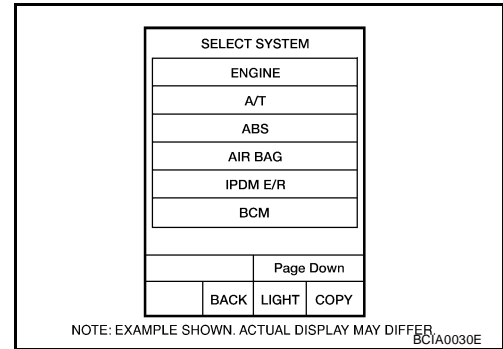 SELECT SYSTEM
ENGINE
A/T
ABS
AIR BAG
IPDM E/R
BCM
Page Down
BACK LIGHT COPY
NOTE: EXAMPLE SHOWN. ACTUAL DISPLAY MAY DIFFER.
BCIA0030E